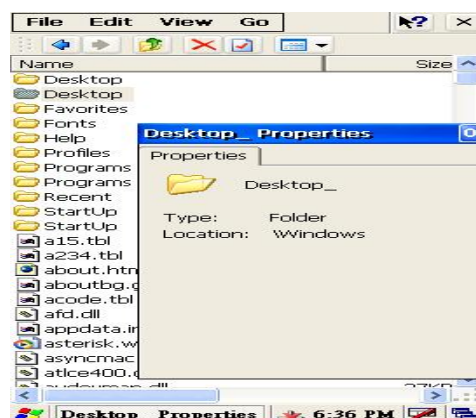 File Edit View Go
Name Size
Desktop
Desktop
Favorites
Fonts
Help
Profiles
Programs
Programs
Recent
StartUp
StartUp
a15.tbl
a234.tbl
about.htm
aboutbg.g
acode.tbl
afd.dll
appdata.in
asterisk.w
asyncmac
atlce400.
Desktop_ Properties
Properties
Desktop_
Type: Folder
Location: \Windows
Desktop_ Properties 6:36 PM